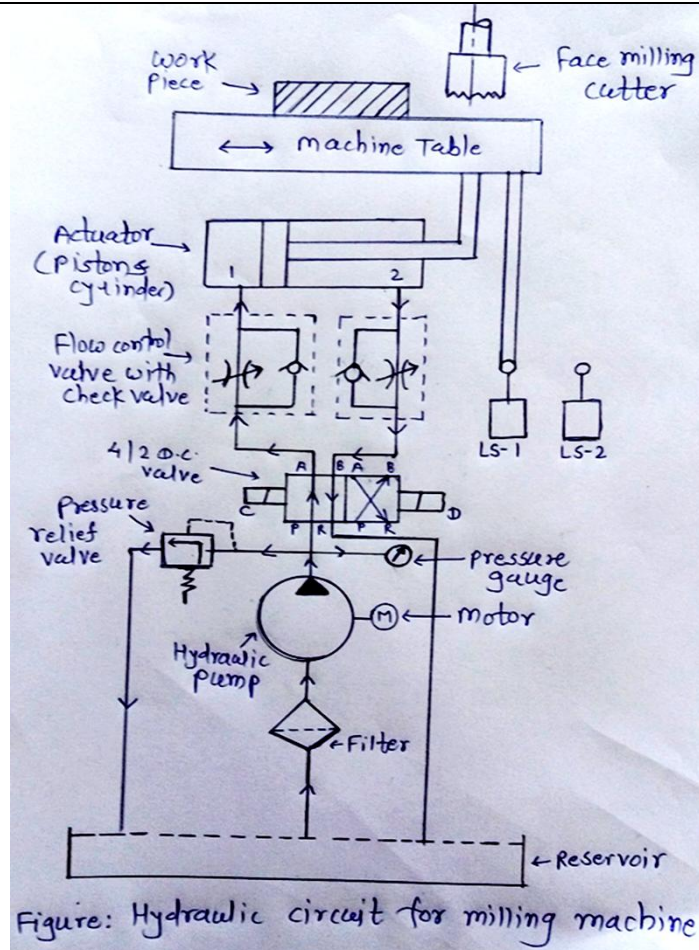 Work
Piece
Face milling
Cutter
Machine Table
Actuator
(Piston &
Cylinder)
1
2
Flow control
valve with
check valve
LS-1
LS-2
4/2 D.C.
valve
A
B
A
B
C
D
P
R
P
R
Pressure
relief
valve
Pressure
gauge
M
Motor
Hydraulic
Pump
Filter
Reservoir
Figure: Hydraulic circuit for milling machine